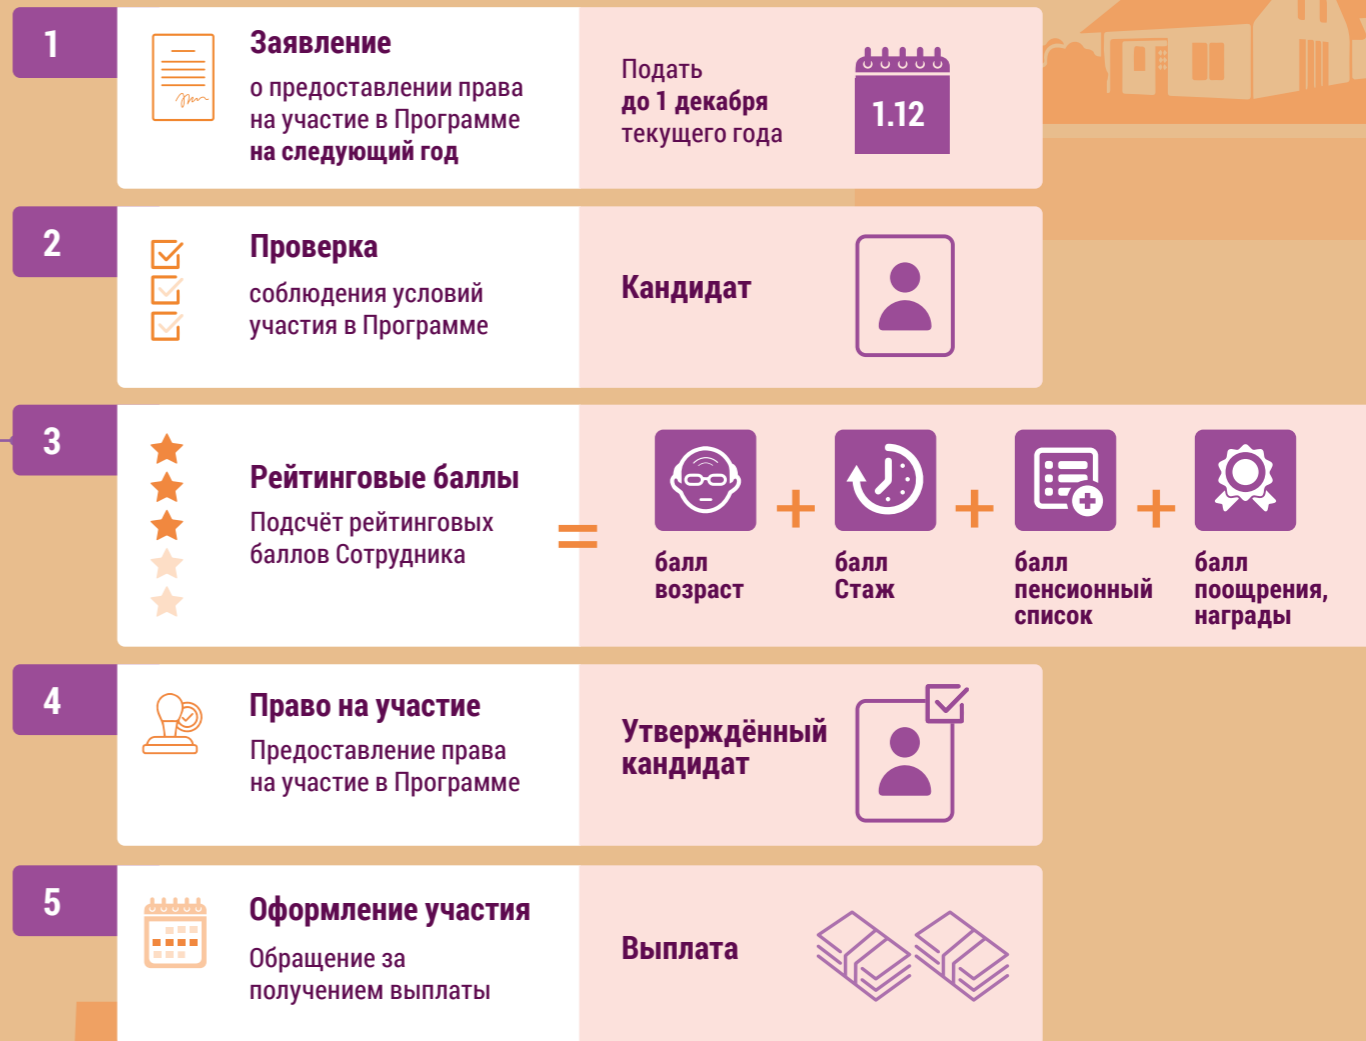 1
Заявление
о предоставлении права
на участие в Программе
на следующий год
Подать
до 1 декабря
текущего года
1.12
2
Проверка
соблюдения условий
участия в Программе
Кандидат
3
Рейтинговые баллы
Подсчёт рейтинговых
баллов Сотрудника
=
балл
возраст
+
балл
Стаж
+
балл
пенсионный
список
+
балл
поощрения,
награды
4
Право на участие
Предоставление права
на участие в Программе
Утверждённый
кандидат
5
Оформление участия
Обращение за
получением выплаты
Выплата